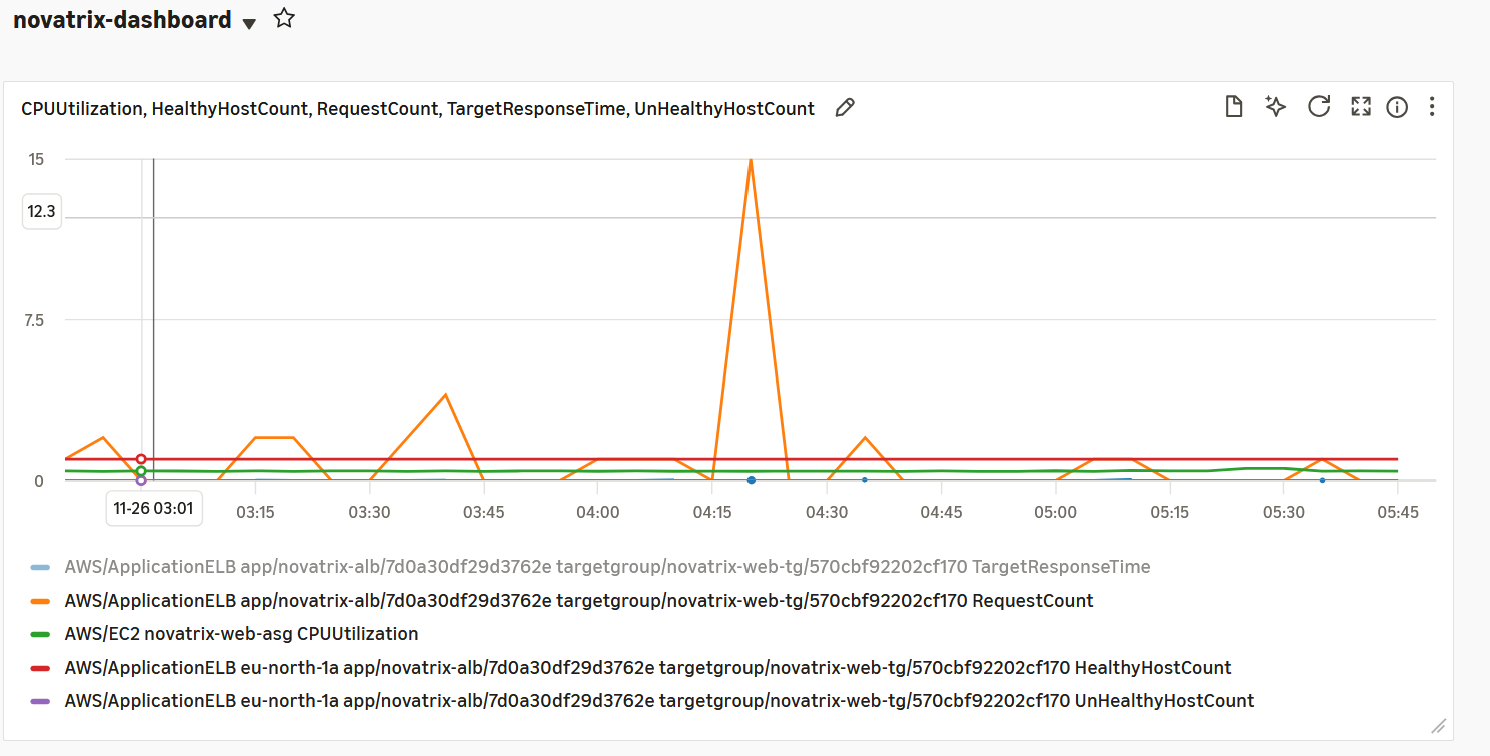 novatrix-dashboard
CPUUtilization, HealthyHostCount, RequestCount, TargetResponseTime, UnHealthyHostCount
15
12.3
7.5
0
11-26 03:01
03:15
03:30
03:45
04:00
04:15
04:30
04:45
05:00
05:15
05:30
05:45
AWS/ApplicationELB app/novatrix-alb/7d0a30df29d3762e targetgroup/novatrix-web-tg/570cbf92202cf170 TargetResponseTime
AWS/ApplicationELB app/novatrix-alb/7d0a30df29d3762e targetgroup/novatrix-web-tg/570cbf92202cf170 RequestCount
AWS/EC2 novatrix-web-asg CPUUtilization
AWS/ApplicationELB eu-north-1a app/novatrix-alb/7d0a30df29d3762e targetgroup/novatrix-web-tg/570cbf92202cf170 HealthyHostCount
AWS/ApplicationELB eu-north-1a app/novatrix-alb/7d0a30df29d3762e targetgroup/novatrix-web-tg/570cbf92202cf170 UnHealthyHostCount